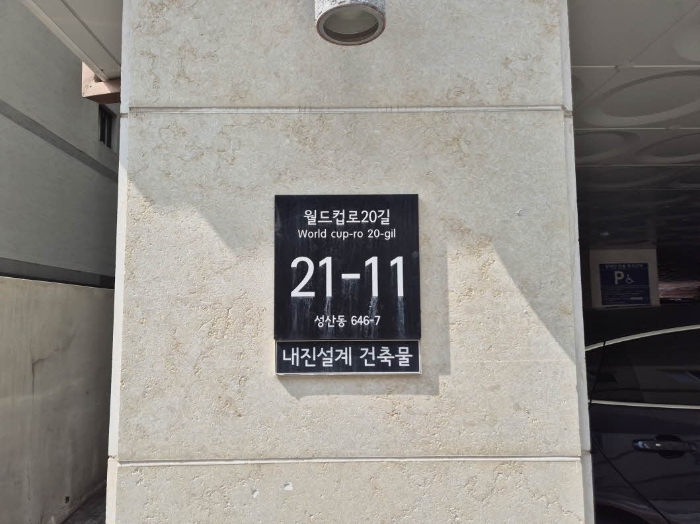 월드컵로20길
World cup-ro 20-gil
21-11
성산동 646-7
내진설계 건축물
P